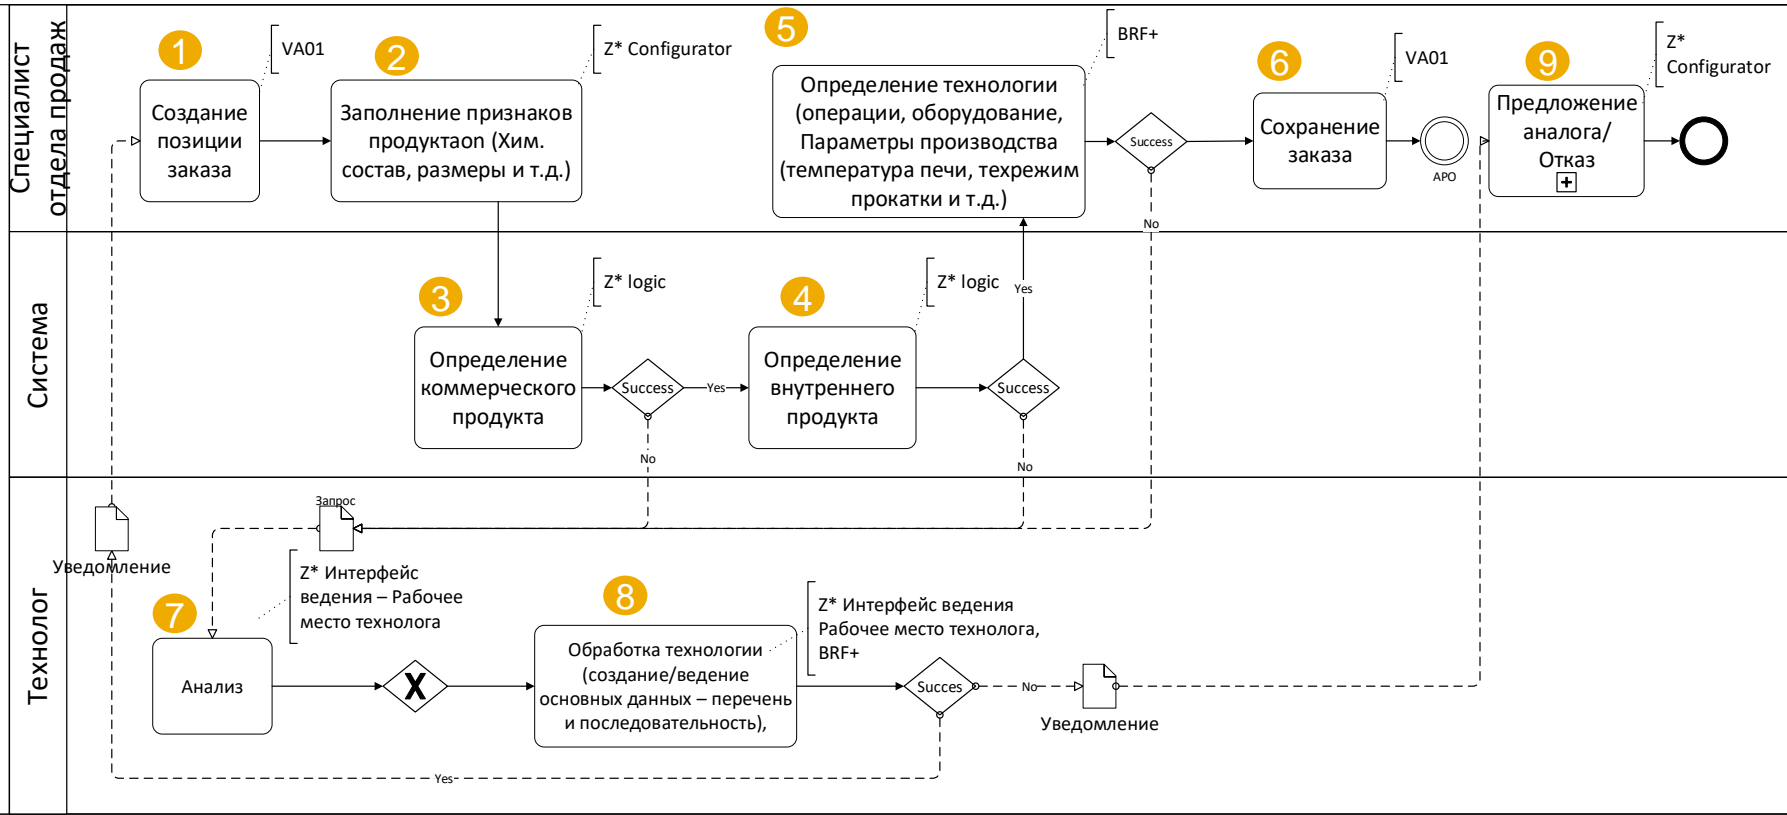 Специалист
отдела продаж
1
VA01
Создание
позиции
заказа
2
Z* Configurator
Заполнение признаков
продуктаon (Хим.
состав, размеры и т.д.)
5
BRF+
Определение технологии
(операции, оборудование,
Параметры производства
(температура печи, техрежим
прокатки и т.д.)
Success
No
6
VA01
Сохранение
заказа
APO
9
Z*
Configurator
Предложение
аналога/
Отказ
Система
3
Z* logic
Определение
коммерческого
продукта
Success
Yes
No
4
Z* logic
Определение
внутреннего
продукта
Success
Yes
No
Технолог
Уведомление
Запрос
7
Z* Интерфейс
ведения – Рабочее
место технолога
Анализ
X
8
Z* Интерфейс ведения
Рабочее место технолога,
BRF+
Обработка технологии
(создание/ведение
основных данных – перечень
и последовательность),
Succes
No
Уведомление
Yes